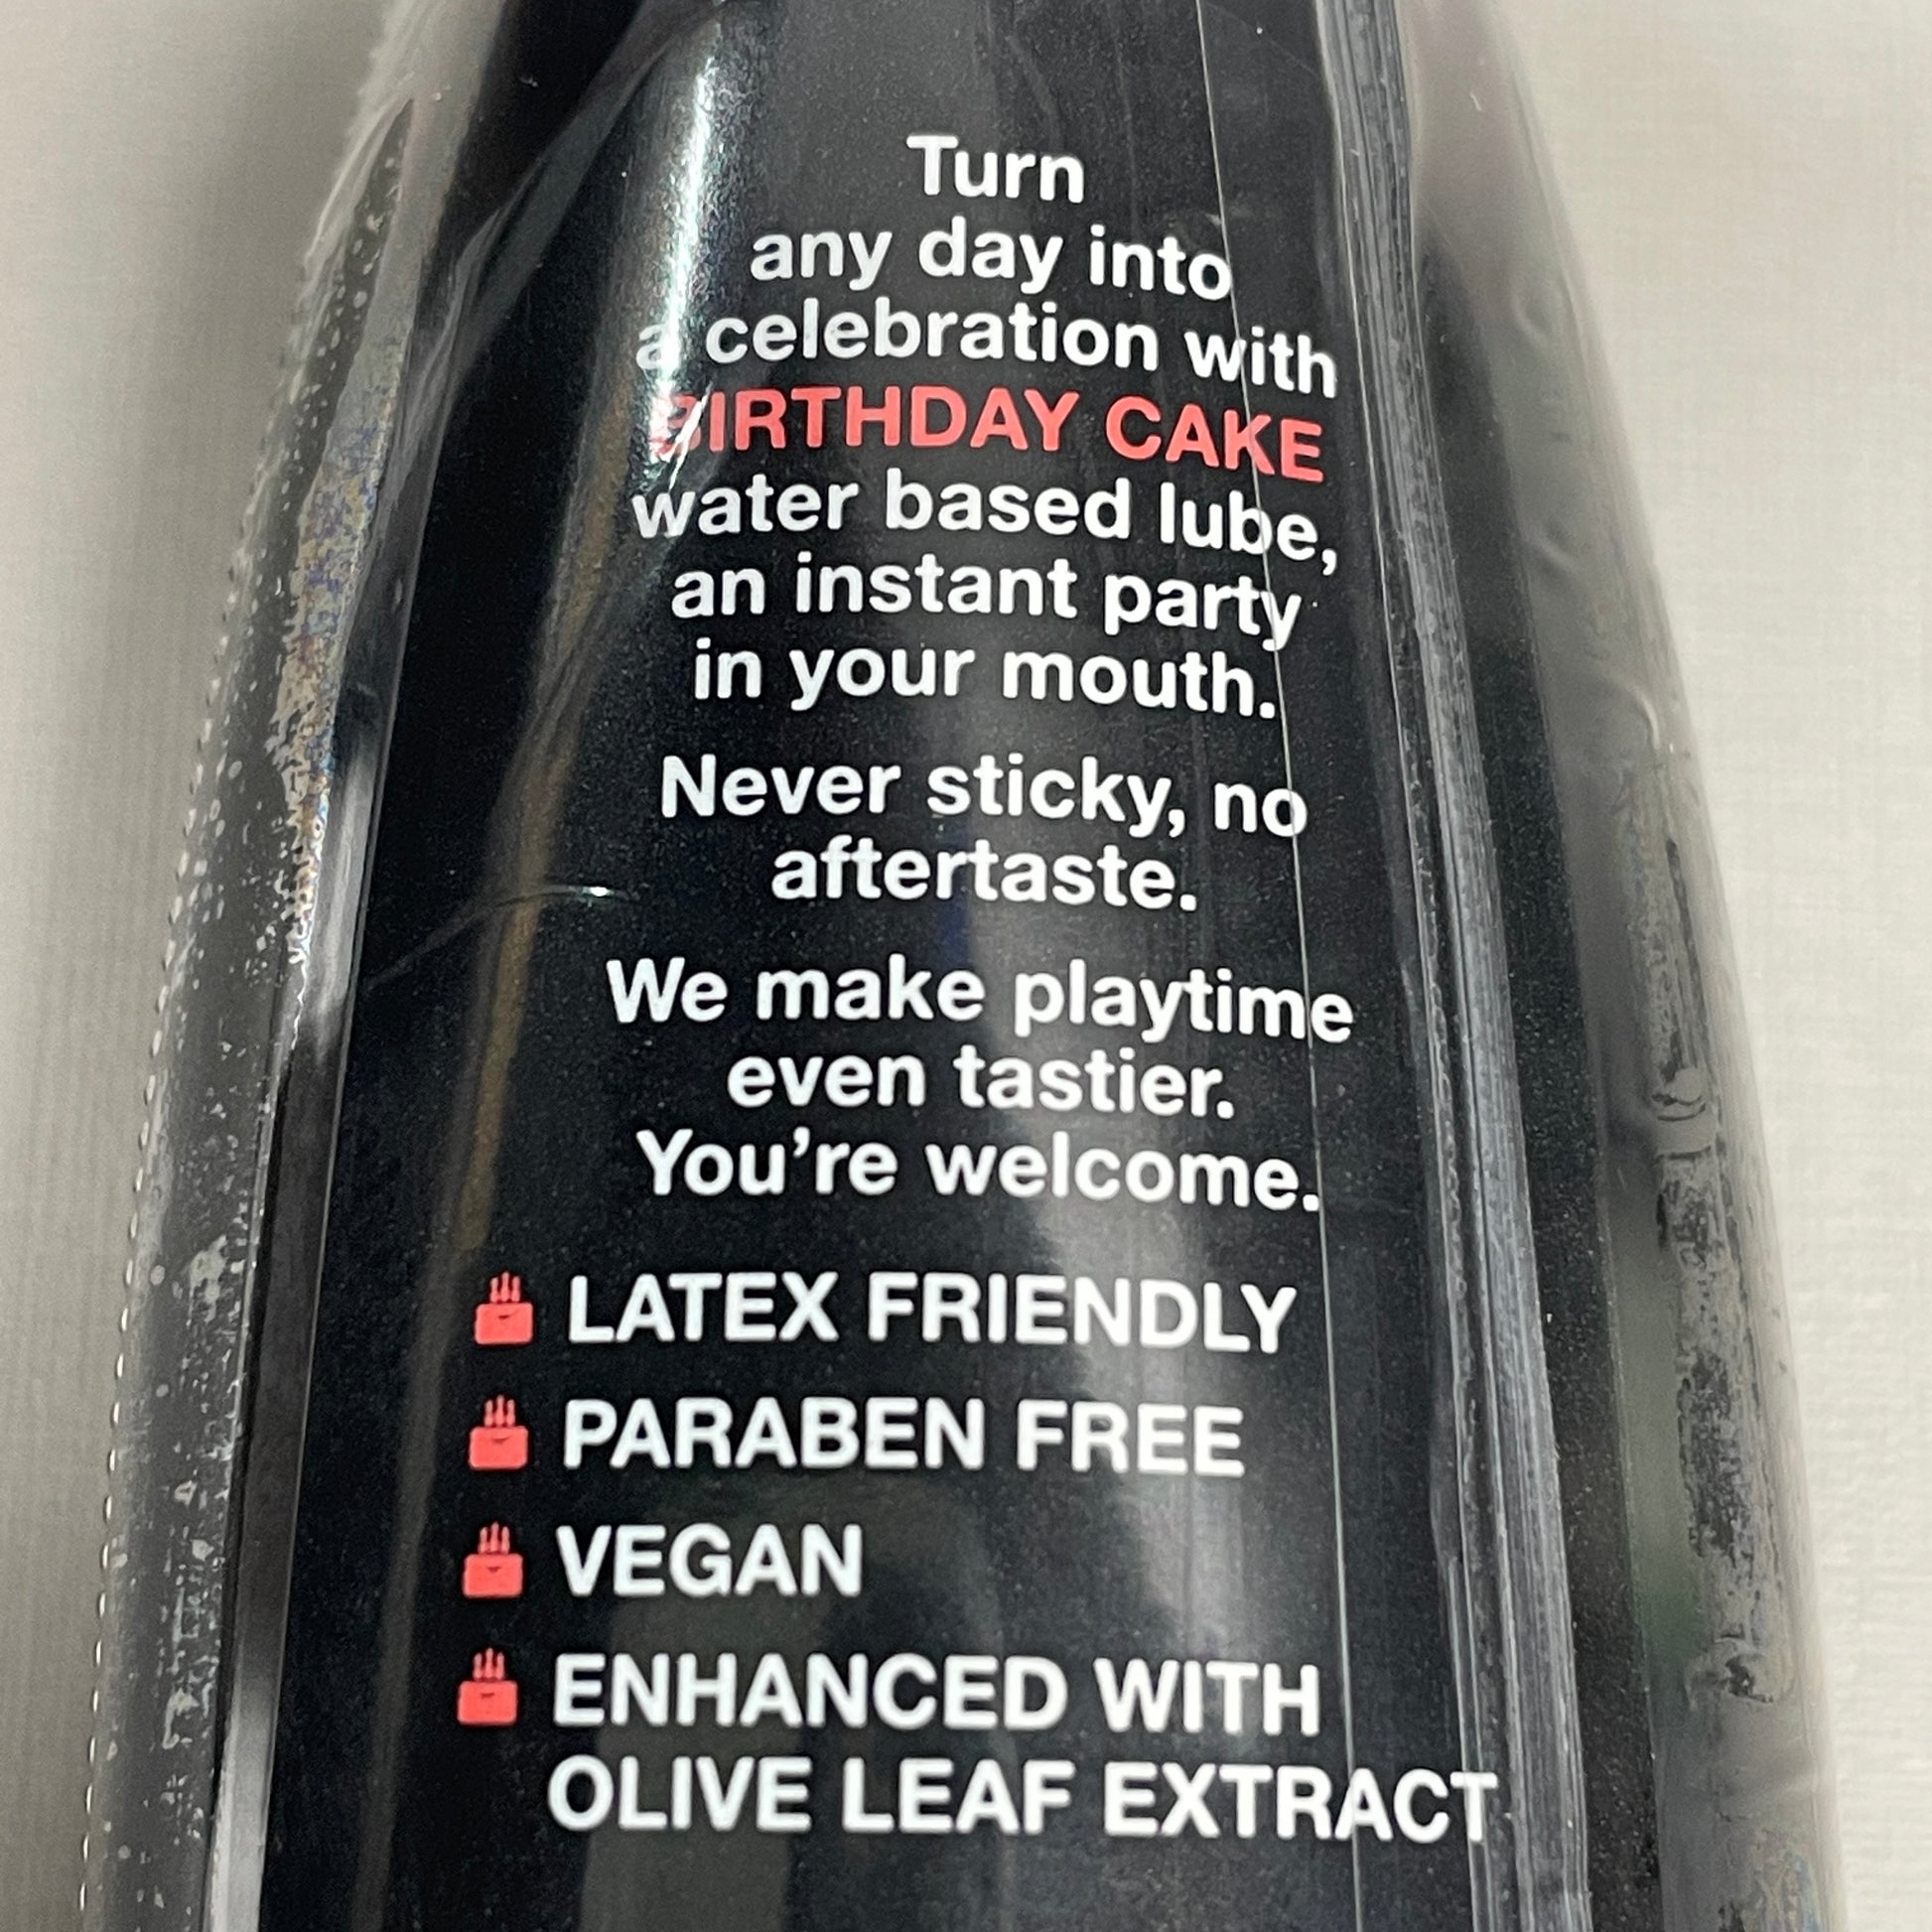 Turn
any day into
a celebration with
BIRTHDAY CAKE
water based lube,
an instant party
in your mouth.
Never sticky, no
aftertaste.
We make playtime
even tastier.
You're welcome.
LATEX FRIENDLY
PARABEN FREE
VEGAN
ENHANCED WITH
OLIVE LEAF EXTRACT